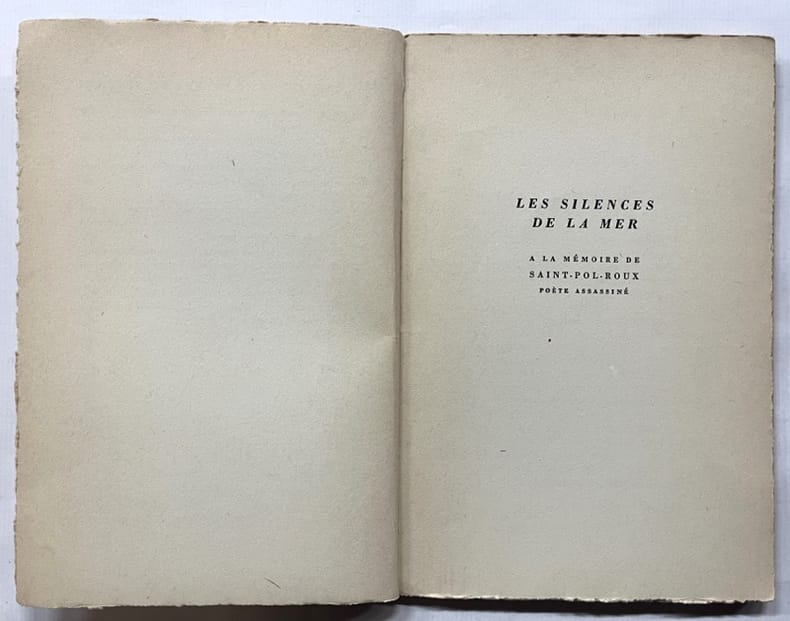 LES SILENCES
DE LA MER
A LA MÉMOIRE DE
SAINT-POL-ROUX
POÈTE ASSASSINÉ